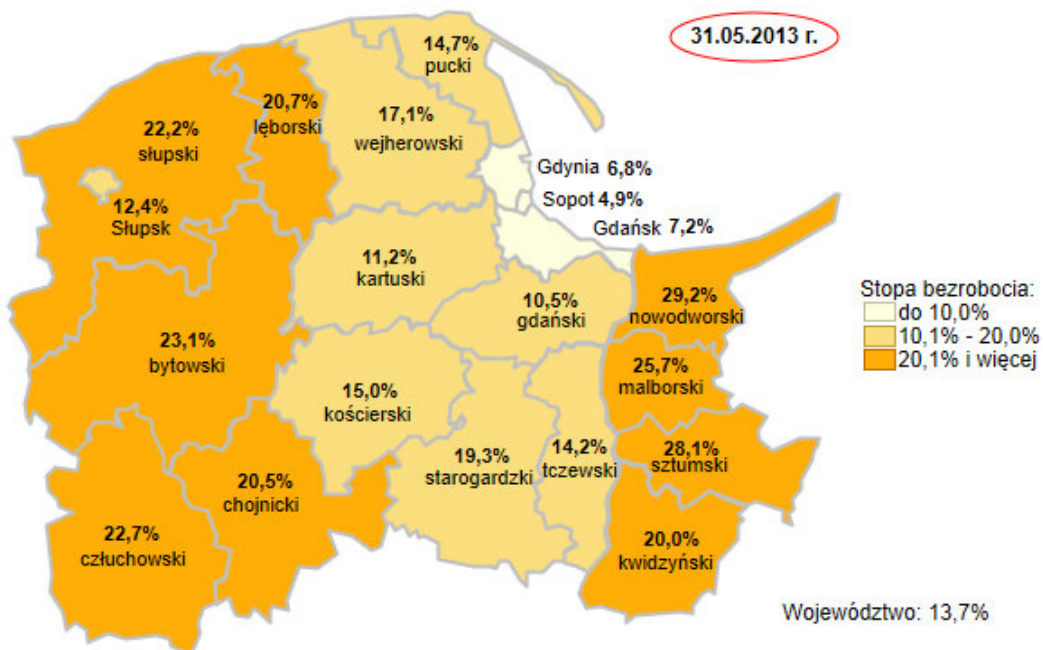 31.05.2013 r.
14,7%
pucki
20,7%
lęborski
17,1%
wejherowski
22,2%
słupski
Gdynia 6,8%
Sopot 4,9%
12,4%
Słupsk
Gdańsk 7,2%
11,2%
kartuski
10,5%
gdański
29,2%
nowodworski
Stopa bezrobocia:
do 10,0%
10,1% - 20,0%
20,1% i więcej
23,1%
bytowski
25,7%
malborski
15,0%
kościerski
19,3%
starogardzki
14,2%
tczewski
28,1%
sztumski
20,5%
chojnicki
22,7%
człuchowski
20,0%
kwidzyński
Województwo: 13,7%